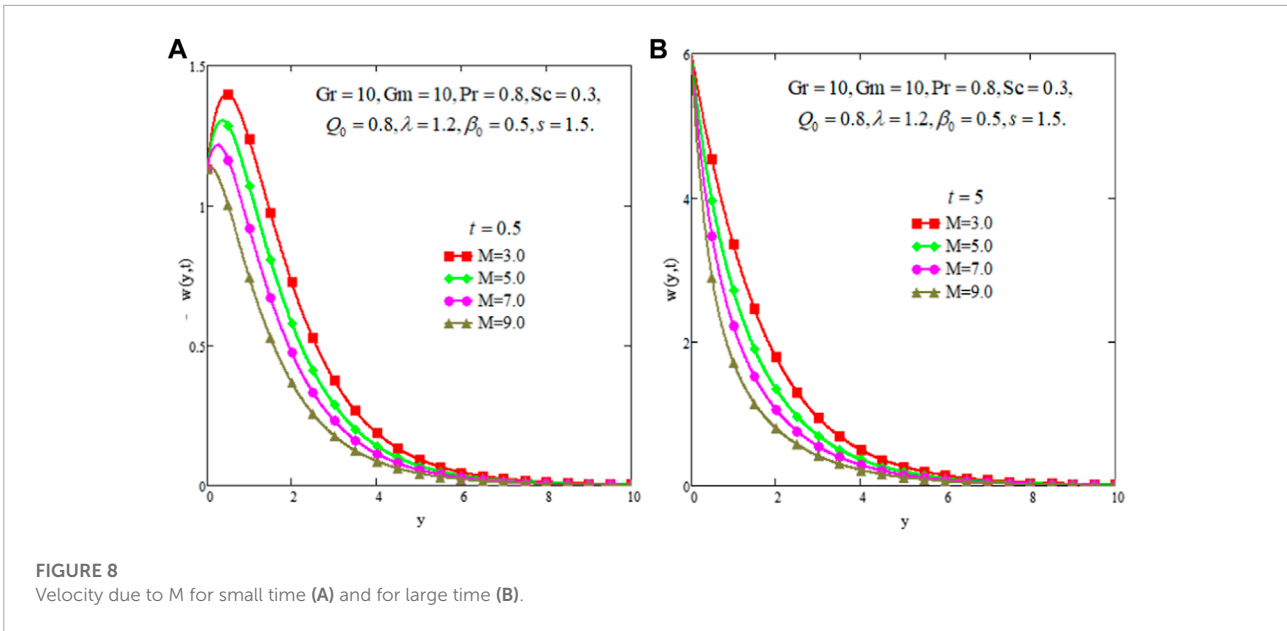 A
1.5
1
0.5
0
0
2
4
6
8
10
w(y,t)
y
Gr = 10, Gm = 10, Pr = 0.8, Sc = 0.3,
Q₀ = 0.8, λ = 1.2, β₀ = 0.5, s = 1.5.
t = 0.5
M=3.0
M=5.0
M=7.0
M=9.0
B
6
4
2
0
0
2
4
6
8
10
w(y,t)
y
Gr = 10, Gm = 10, Pr = 0.8, Sc = 0.3,
Q₀ = 0.8, λ = 1.2, β₀ = 0.5, s = 1.5.
t = 5
M=3.0
M=5.0
M=7.0
M=9.0
FIGURE 8
Velocity due to M for small time (A) and for large time (B).